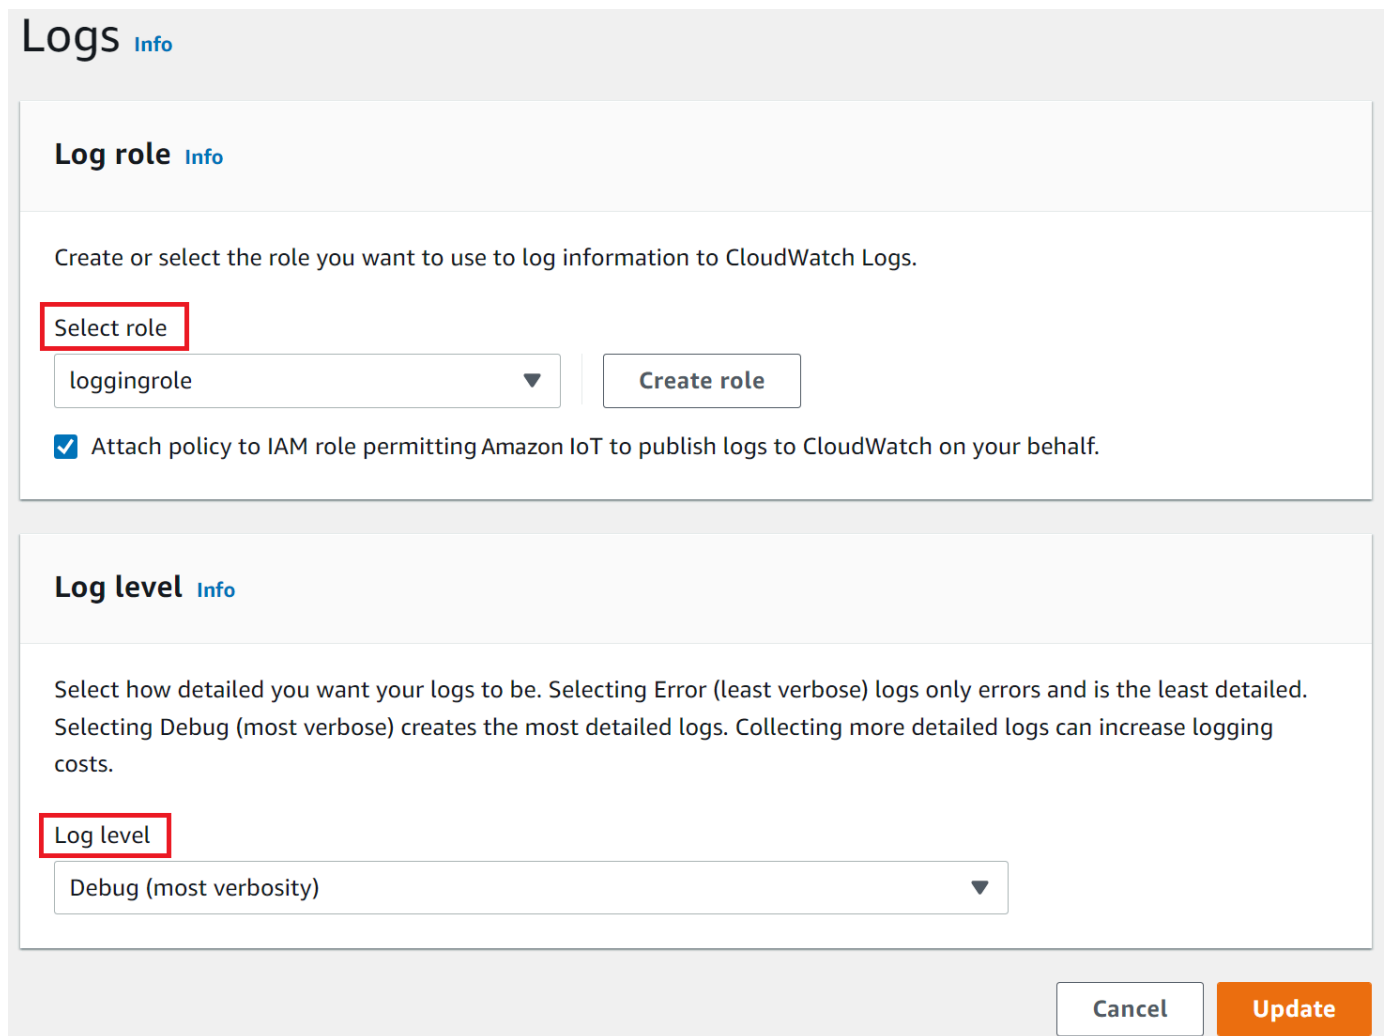 Logs Info
Log role Info
Create or select the role you want to use to log information to CloudWatch Logs.
Select role
loggingrole
Create role
Attach policy to IAM role permitting Amazon IoT to publish logs to CloudWatch on your behalf.
Log level Info
Select how detailed you want your logs to be. Selecting Error (least verbose) logs only errors and is the least detailed.
Selecting Debug (most verbose) creates the most detailed logs. Collecting more detailed logs can increase logging
costs.
Log level
Debug (most verbosity)
Cancel
Update